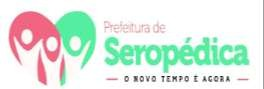 Prefeitura de
Seropédica
O NOVO TEMPO É AGORA